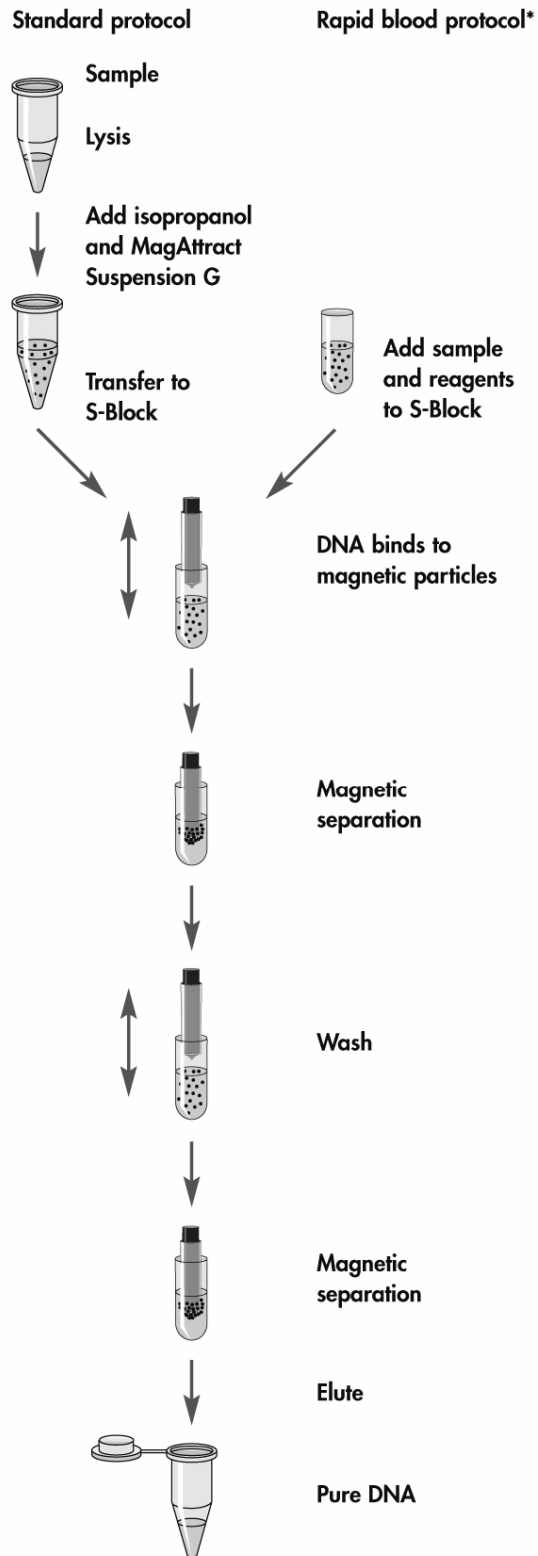 Standard protocol
Rapid blood protocol*
Sample
Lysis
Add isopropanol
and MagAttract
Suspension G
Transfer to
S-Block
Add sample
and reagents
to S-Block
DNA binds to
magnetic particles
Magnetic
separation
Wash
Magnetic
separation
Elute
Pure DNA